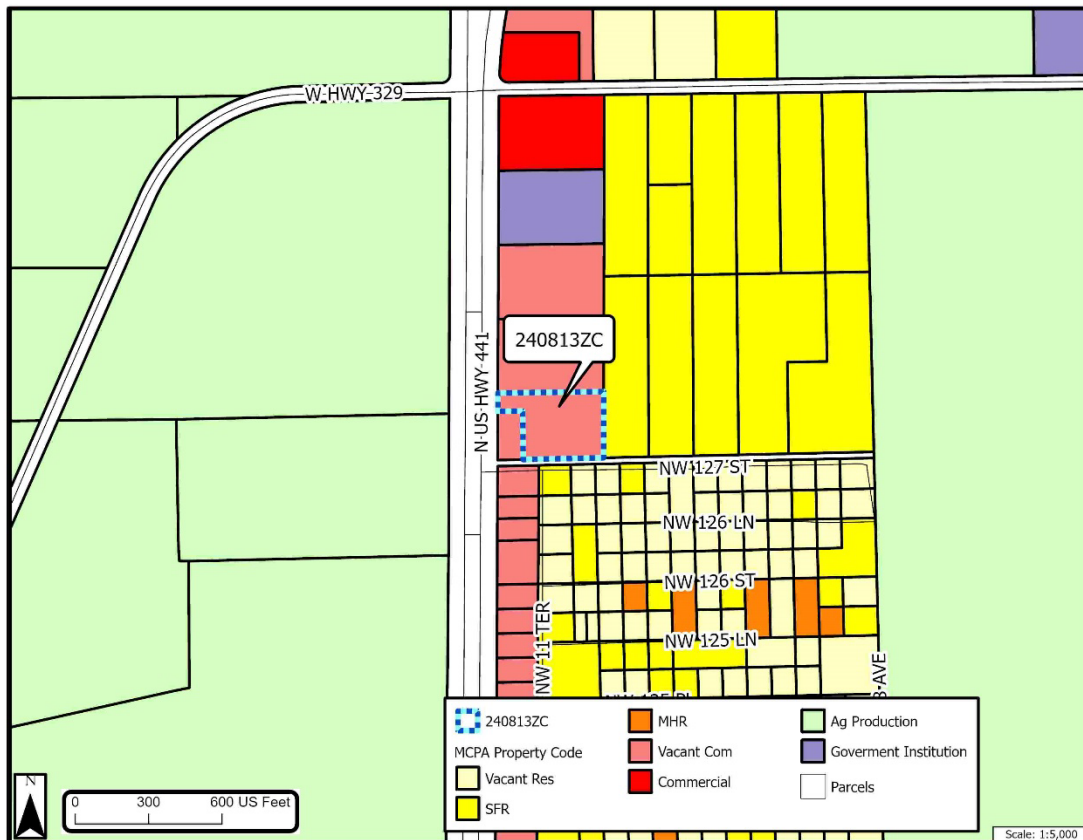 W HWY 329
N US HWY 441
240813ZC
NW 127 ST
NW 126 LN
NW 126 ST
NW 125 LN
NW 11 TER
AVE
240813ZC
MCPA Property Code
Vacant Res
SFR
MHR
Vacant Com
Commercial
Ag Production
Goverment Institution
Parcels
N
0 300 600 US Feet
Scale: 1:5,000